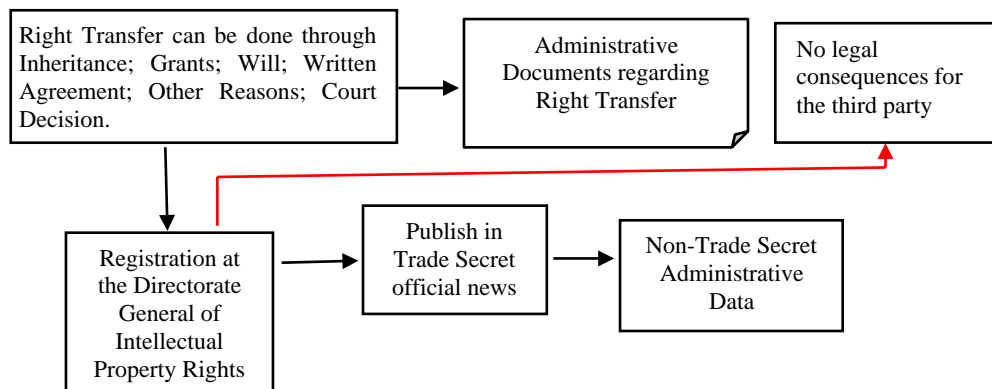 Right Transfer can be done through
Inheritance; Grants; Will; Written
Agreement; Other Reasons; Court
Decision.
Administrative
Documents regarding
Right Transfer
No legal
consequences for
the third party
Registration at
the Directorate
General of
Intellectual
Property Rights
Publish in
Trade Secret
official news
Non-Trade Secret
Administrative
Data